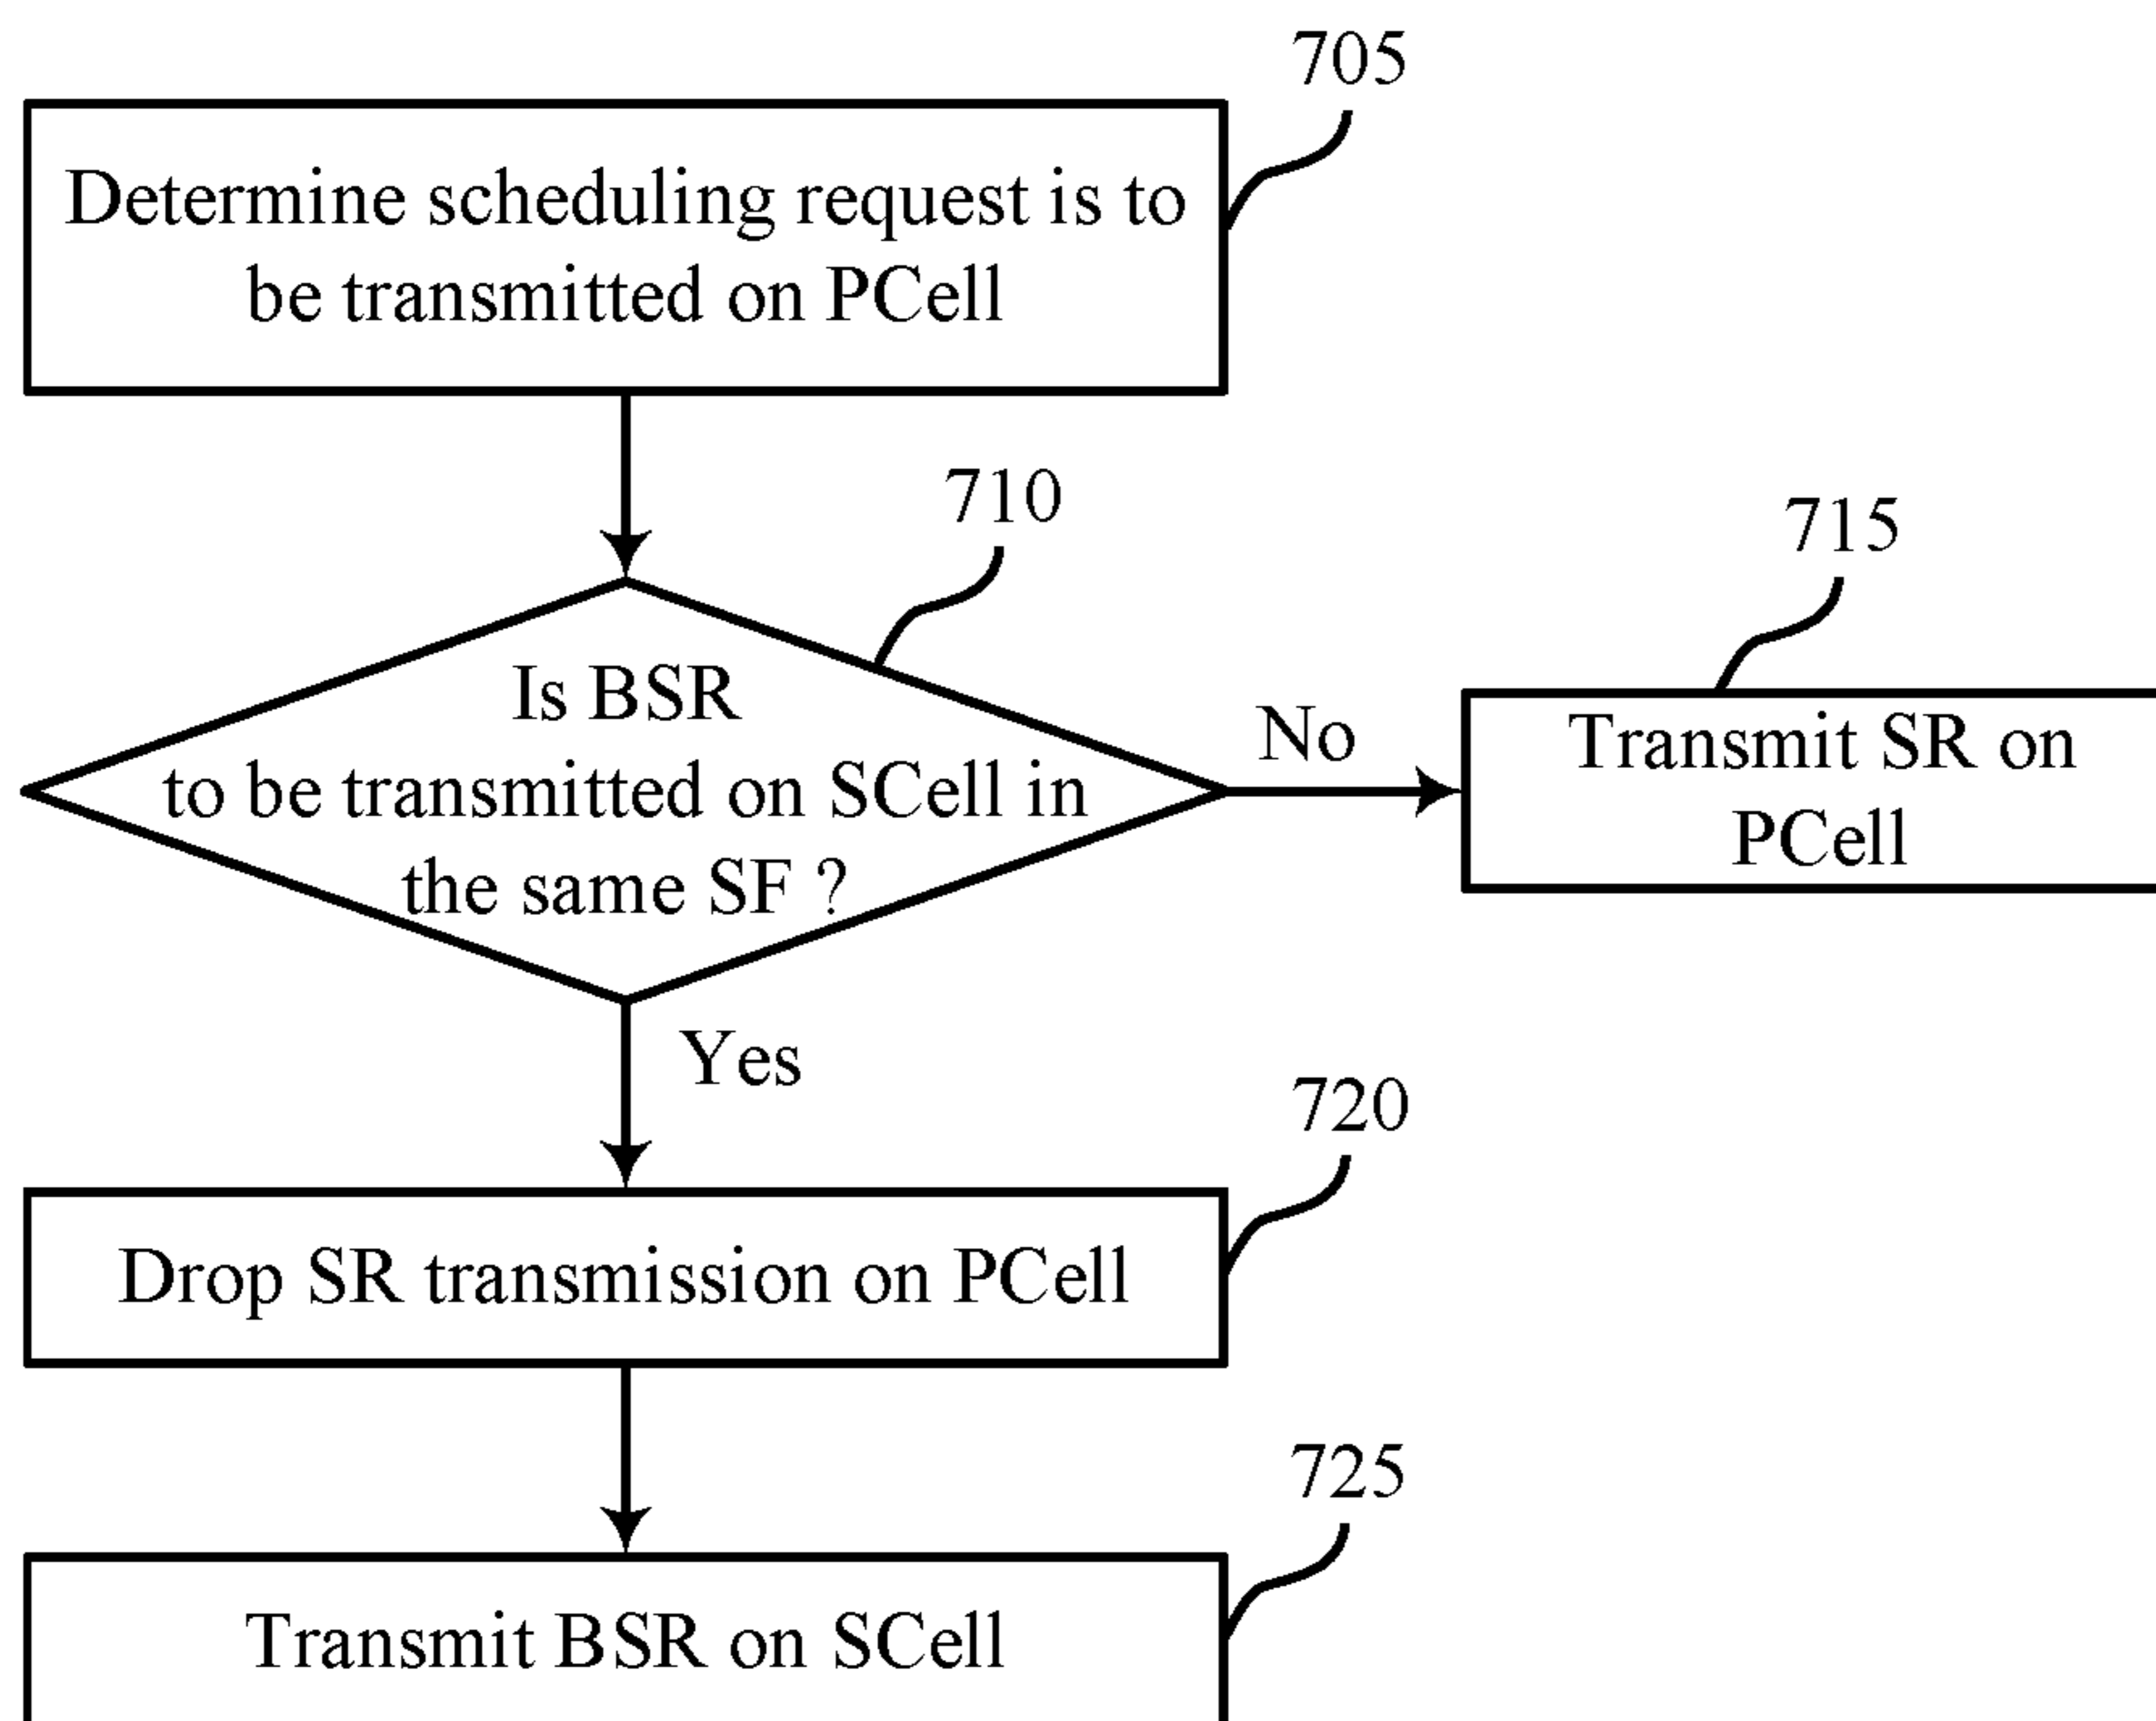 705
Determine scheduling request is to
be transmitted on PCell
710
Is BSR
to be transmitted on SCell in
the same SF ?
No
715
Transmit SR on
PCell
Yes
720
Drop SR transmission on PCell
725
Transmit BSR on SCell